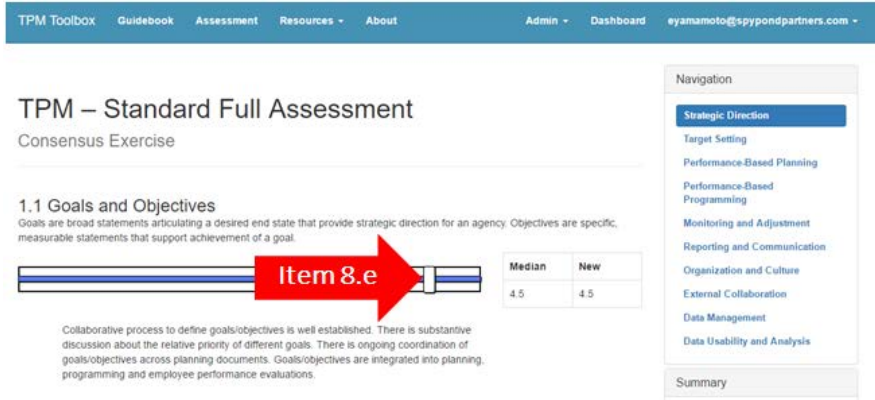 TPM Toolbox Guidebook Assessment Resources About Admin Dashboard eyamamoto@spypondpartners.com
Navigation
TPM – Standard Full Assessment
Consensus Exercise
Strategic Direction
Target Setting
Performance-Based Planning
Performance-Based
Programming
Monitoring and Adjustment
Reporting and Communication
Organization and Culture
External Collaboration
Data Management
Data Usability and Analysis
Summary
1.1 Goals and Objectives
Goals are broad statements articulating a desired end state that provide strategic direction for an agency. Objectives are specific,
measurable statements that support achievement of a goal.
Item 8.e
Median New
4.5 4.5
Collaborative process to define goals/objectives is well established. There is substantive
discussion about the relative priority of different goals. There is ongoing coordination of
goals/objectives across planning documents. Goals/objectives are integrated into planning,
programming and employee performance evaluations.